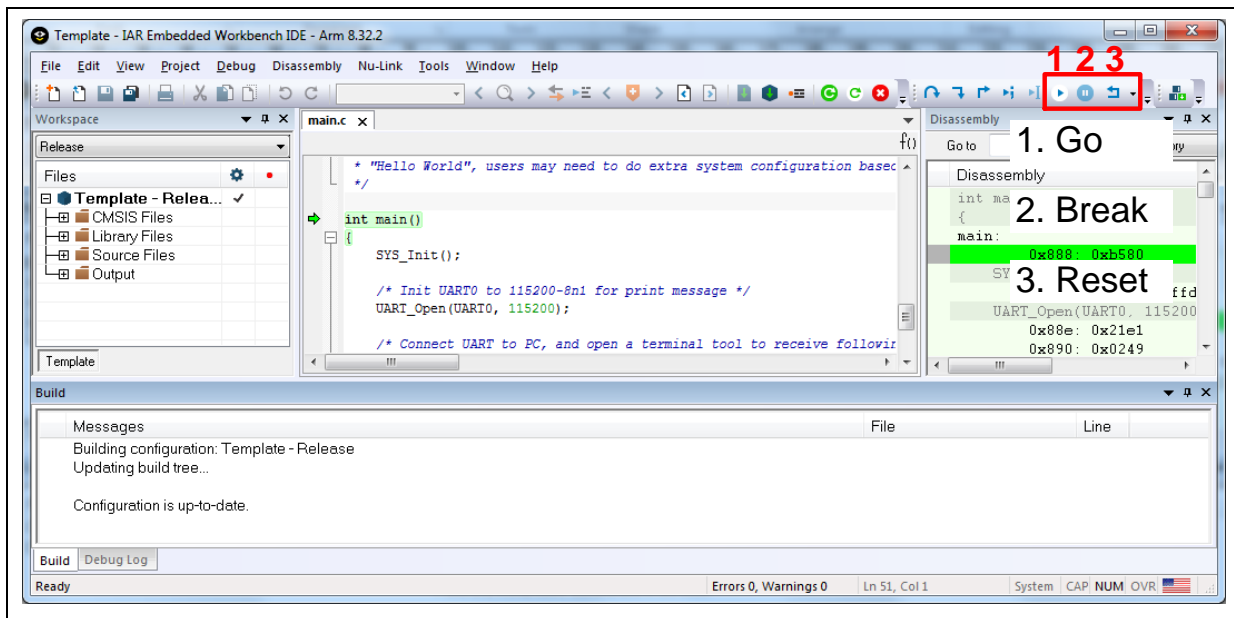 Template - IAR Embedded Workbench IDE - Arm 8.32.2
File Edit View Project Debug Disassembly Nu-Link Tools Window Help
1 2 3
Workspace
main.c
Disassembly
Release
f()
Go to
1. Go
Files
* "Hello World", users may need to do extra system configuration
*/
Disassembly
Template - Relea...
CMSIS Files
int main()
int
{
2. Break
Library Files
{
main:
Source Files
SYS_Init();
0x888: 0xb580
Output
3. Reset
/* Init UART0 to 115200-8n1 for print message */
UART_Open(UART0, 115200
UART_Open(UART0, 115200);
0x88e: 0x21e1
/* Connect UART to PC, and open a terminal tool to receive
0x890: 0x0249
Template
Build
Messages File Line
Building configuration: Template - Release
Updating build tree...
Configuration is up-to-date.
Build Debug Log
Ready Errors 0, Warnings 0 Ln 51, Col 1 System CAP NUM OVR